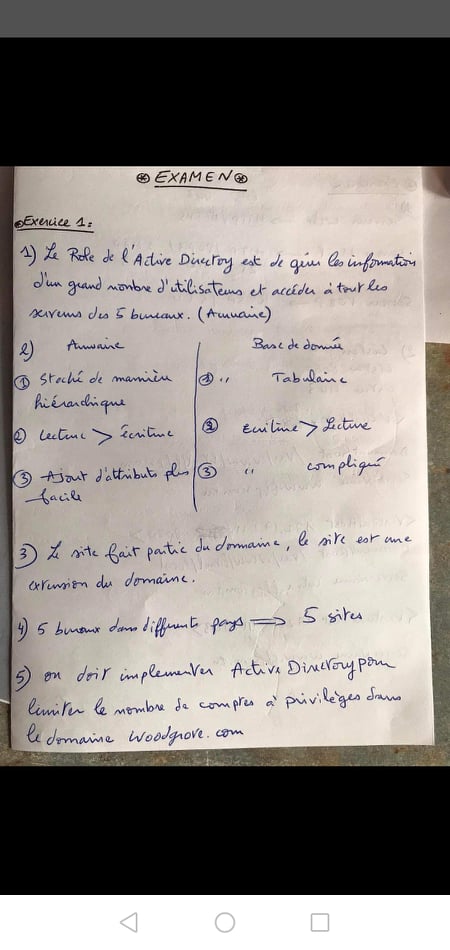 EXAMEN
Exercice 1:
1) Le Role de l'Active Directoy est de gérer les informations
d'un grand nombre d'utilisateurs et accéder à tout les
serveurs des 5 bureaux. (Annuaire)
2) Annuaire
① Stocké de mannière
hiérarchique
② Lecture > écriture
③ Ajout d'attributs plus
facile
Base de donnée
① '' Tabulaire
② Ecriture > Lecture
③ '' compliqué
3) Le site fait partie du domaine, le site est une
extension du domaine.
4) 5 bureaux dans différents pays ⟹ 5 sites
5) on doit implementer Active Directory pour
limiter le nombre de comptes à privilèges dans
le domaine Woodgrove.com